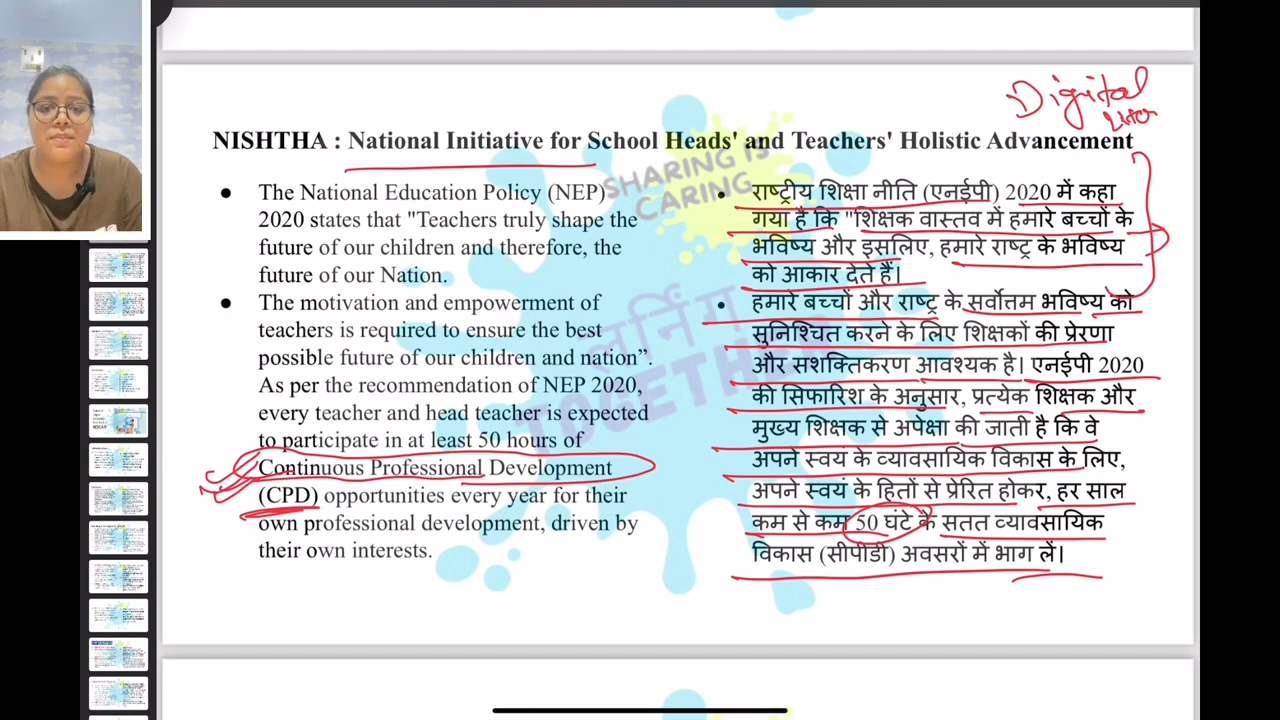 Digital
NISHTHA : National Initiative for School Heads' and Teachers' Holistic Advancement
SHARING IS
CARING
● The National Education Policy (NEP)
2020 states that "Teachers truly shape the
future of our children and therefore, the
future of our Nation.
● The motivation and empowerment of
teachers is required to ensure the best
possible future of our children and nation”.
As per the recommendation of NEP 2020,
every teacher and head teacher is expected
to participate in at least 50 hours of
Continuous Professional Development
(CPD) opportunities every year for their
own professional development, driven by
their own interests.
● राष्ट्रीय शिक्षा नीति (एनईपी) 2020 में कहा
गया है कि "शिक्षक वास्तव में हमारे बच्चों के
भविष्य और इसलिए, हमारे राष्ट्र के भविष्य
को आकार देते हैं।
● हमारे बच्चों और राष्ट्र के सर्वोत्तम भविष्य को
सुनिश्चित करने के लिए शिक्षकों की प्रेरणा
और सशक्तिकरण आवश्यक है। एनईपी 2020
की सिफारिश के अनुसार, प्रत्येक शिक्षक और
मुख्य शिक्षक से अपेक्षा की जाती है कि वे
अपने स्वयं के व्यावसायिक विकास के लिए,
अपने स्वयं के हितों से प्रेरित होकर, हर साल
कम से कम 50 घंटे के सतत व्यावसायिक
विकास (सीपीडी) अवसरों में भाग लें।